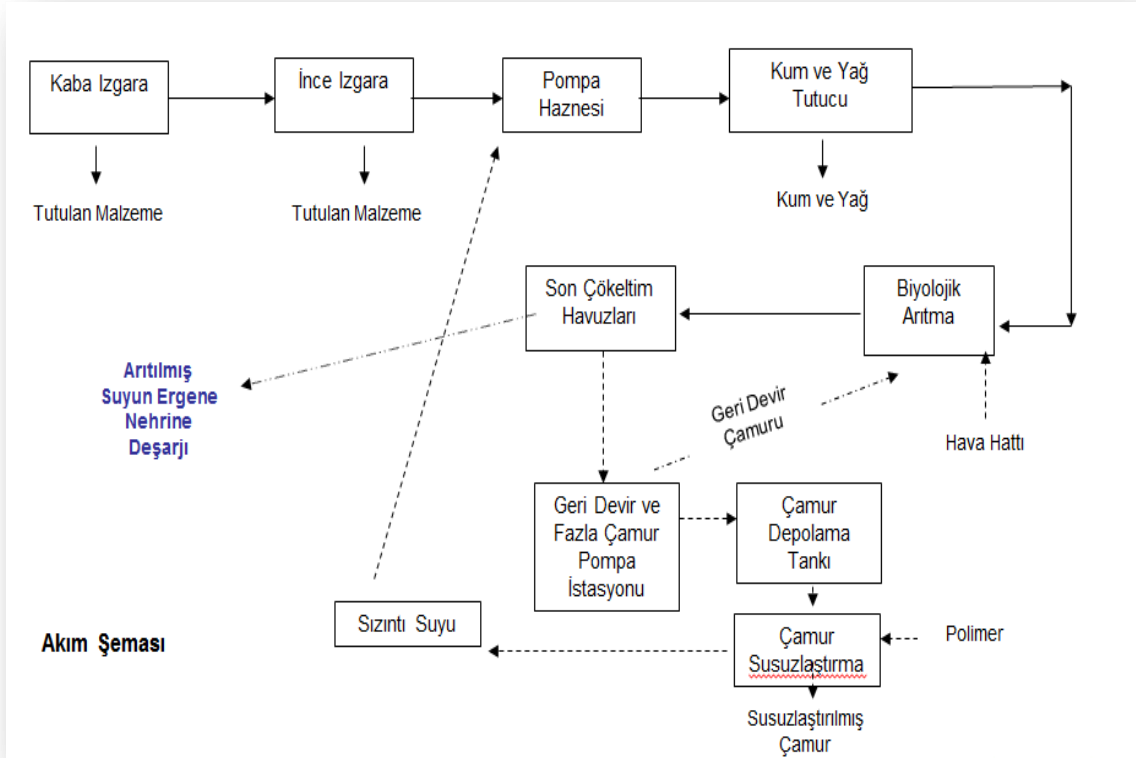 Kaba Izgara
İnce Izgara
Pompa
Haznesi
Kum ve Yağ
Tutucu
Tutulan Malzeme
Tutulan Malzeme
Kum ve Yağ
Son Çökeltim
Havuzları
Biyolojik
Arıtma
Arıtılmış
Suyun Ergene
Nehrine
Deşarjı
Geri Devir
Çamuru
Hava Hattı
Geri Devir ve
Fazla Çamur
Pompa
İstasyonu
Çamur
Depolama
Tankı
Sızıntı Suyu
Akım Şeması
Çamur
Susuzlaştırma
Polimer
Susuzlaştırılmış
Çamur